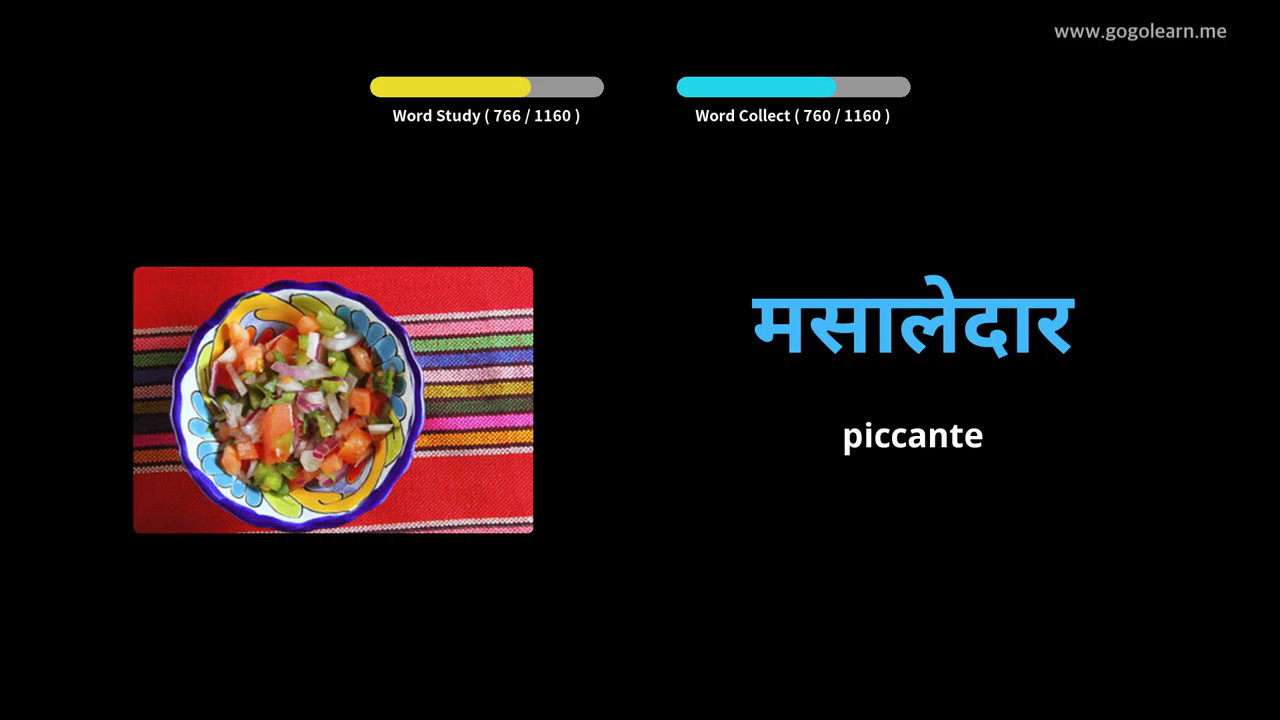 www.gogolearn.me
Word Study ( 766 / 1160 )
Word Collect ( 760 / 1160 )
मसालेदार
piccante